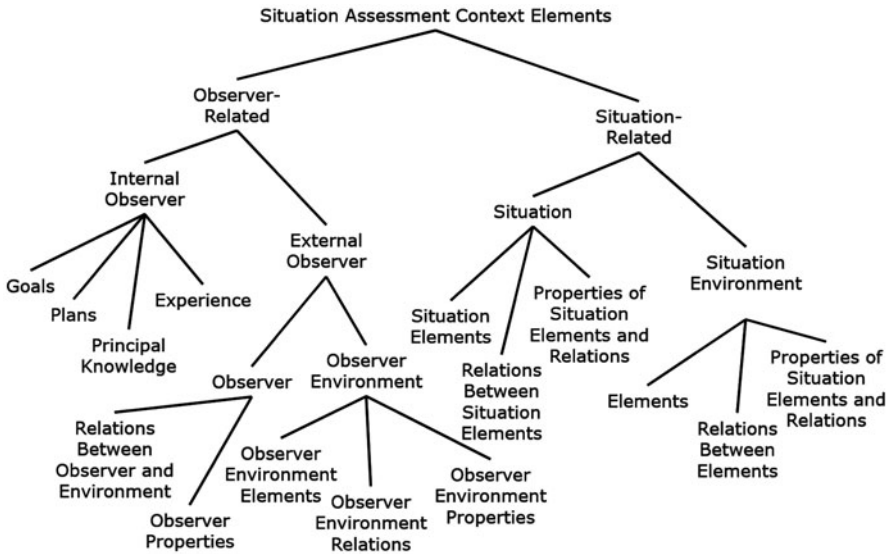 Situation Assessment Context Elements
Observer-
Related
Situation-
Related
Internal
Observer
External
Observer
Situation
Situation
Environment
Goals
Plans
Principal
Knowledge
Experience
Observer
Observer
Environment
Situation
Elements
Relations
Between
Situation
Elements
Properties of
Situation
Elements and
Relations
Elements
Relations
Between
Elements
Properties of
Situation
Elements and
Relations
Relations
Between
Observer and
Environment
Observer
Properties
Observer
Environment
Elements
Observer
Environment
Relations
Observer
Environment
Properties